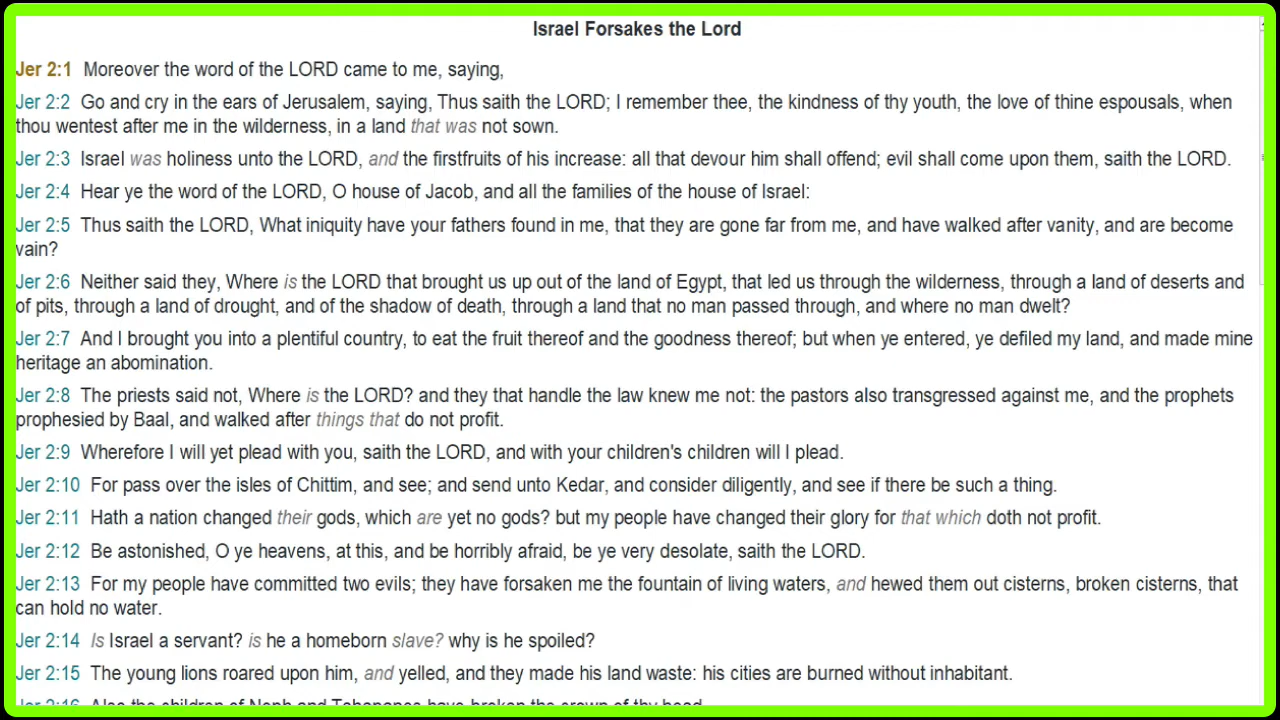 Israel Forsakes the Lord
Jer 2:1 Moreover the word of the LORD came to me, saying,
Jer 2:2 Go and cry in the ears of Jerusalem, saying, Thus saith the LORD; I remember thee, the kindness of thy youth, the love of thine espousals, when
thou wentest after me in the wilderness, in a land that was not sown.
Jer 2:3 Israel was holiness unto the LORD, and the firstfruits of his increase: all that devour him shall offend; evil shall come upon them, saith the LORD.
Jer 2:4 Hear ye the word of the LORD, O house of Jacob, and all the families of the house of Israel:
Jer 2:5 Thus saith the LORD, What iniquity have your fathers found in me, that they are gone far from me, and have walked after vanity, and are become
vain?
Jer 2:6 Neither said they, Where is the LORD that brought us up out of the land of Egypt, that led us through the wilderness, through a land of deserts and
of pits, through a land of drought, and of the shadow of death, through a land that no man passed through, and where no man dwelt?
Jer 2:7 And I brought you into a plentiful country, to eat the fruit thereof and the goodness thereof; but when ye entered, ye defiled my land, and made mine
heritage an abomination.
Jer 2:8 The priests said not, Where is the LORD? and they that handle the law knew me not: the pastors also transgressed against me, and the prophets
prophesied by Baal, and walked after things that do not profit.
Jer 2:9 Wherefore I will yet plead with you, saith the LORD, and with your children's children will I plead.
Jer 2:10 For pass over the isles of Chittim, and see; and send unto Kedar, and consider diligently, and see if there be such a thing.
Jer 2:11 Hath a nation changed their gods, which are yet no gods? but my people have changed their glory for that which doth not profit.
Jer 2:12 Be astonished, O ye heavens, at this, and be horribly afraid, be ye very desolate, saith the LORD.
Jer 2:13 For my people have committed two evils; they have forsaken me the fountain of living waters, and hewed them out cisterns, broken cisterns, that
can hold no water.
Jer 2:14 Is Israel a servant? is he a homeborn slave? why is he spoiled?
Jer 2:15 The young lions roared upon him, and yelled, and they made his land waste: his cities are burned without inhabitant.
Jer 2:16 Also the children of Noph and Tahapanes have broken the crown of thy head.